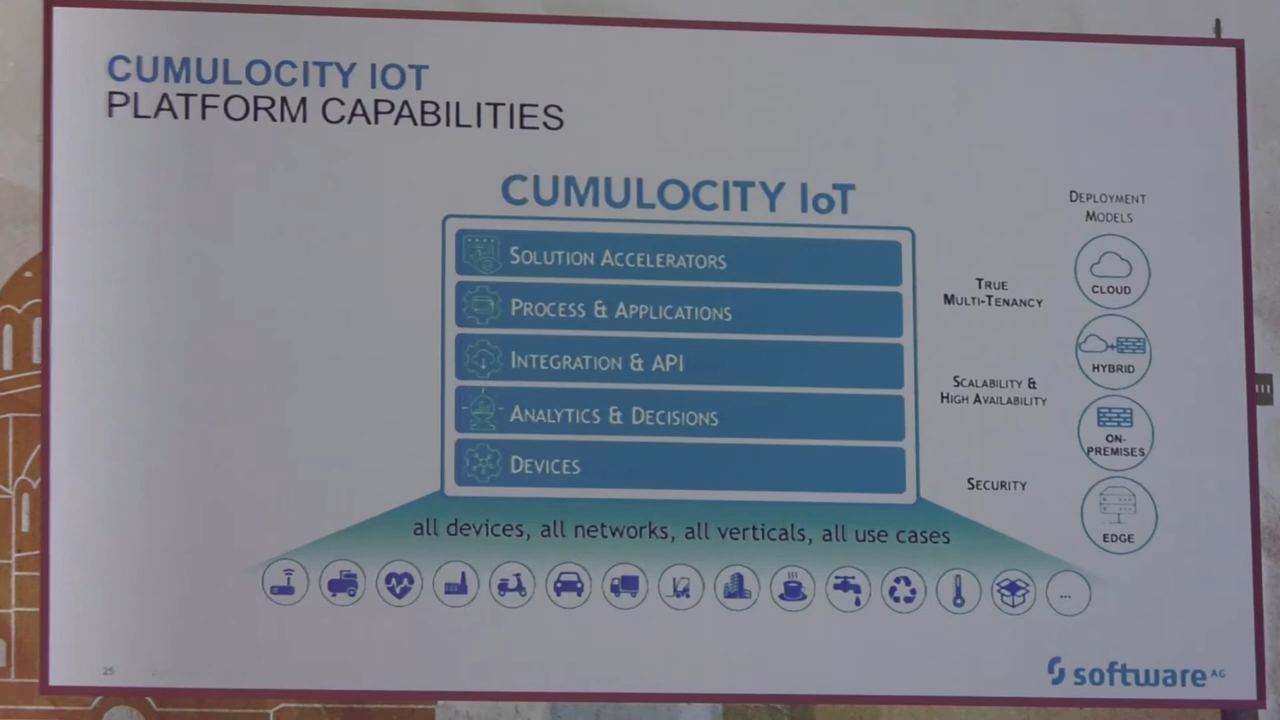 CUMULOCITY IOT
PLATFORM CAPABILITIES
CUMULOCITY IoT
SOLUTION ACCELERATORS
PROCESS & APPLICATIONS
INTEGRATION & API
ANALYTICS & DECISIONS
DEVICES
TRUE
MULTI-TENANCY
SCALABILITY &
HIGH AVAILABILITY
SECURITY
DEPLOYMENT
MODELS
CLOUD
HYBRID
ON-
PREMISES
EDGE
all devices, all networks, all verticals, all use cases
...
25
software AG